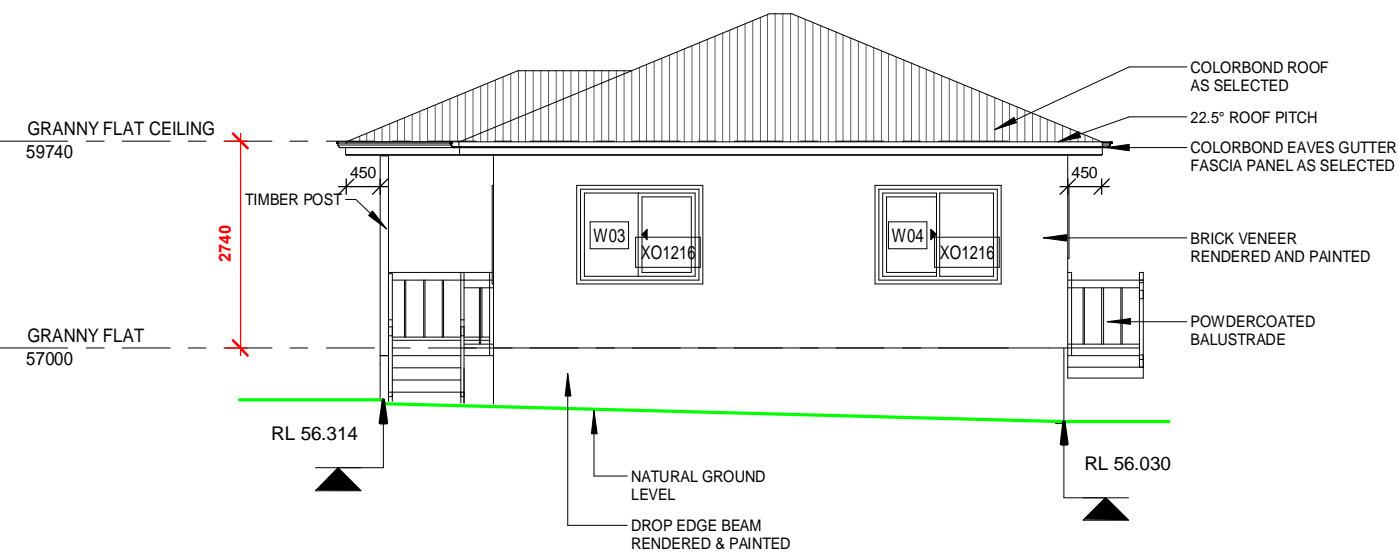 COLORBOND ROOF
AS SELECTED
22.5° ROOF PITCH
GRANNY FLAT CEILING
59740
COLORBOND EAVES GUTTER
FASCIA PANEL AS SELECTED
450
450
TIMBER POST
2740
W03
XO1216
W04
XO1216
BRICK VENEER
RENDERED AND PAINTED
POWDERCOATED
BALUSTRADE
GRANNY FLAT
57000
RL 56.314
RL 56.030
NATURAL GROUND
LEVEL
DROP EDGE BEAM
RENDERED & PAINTED